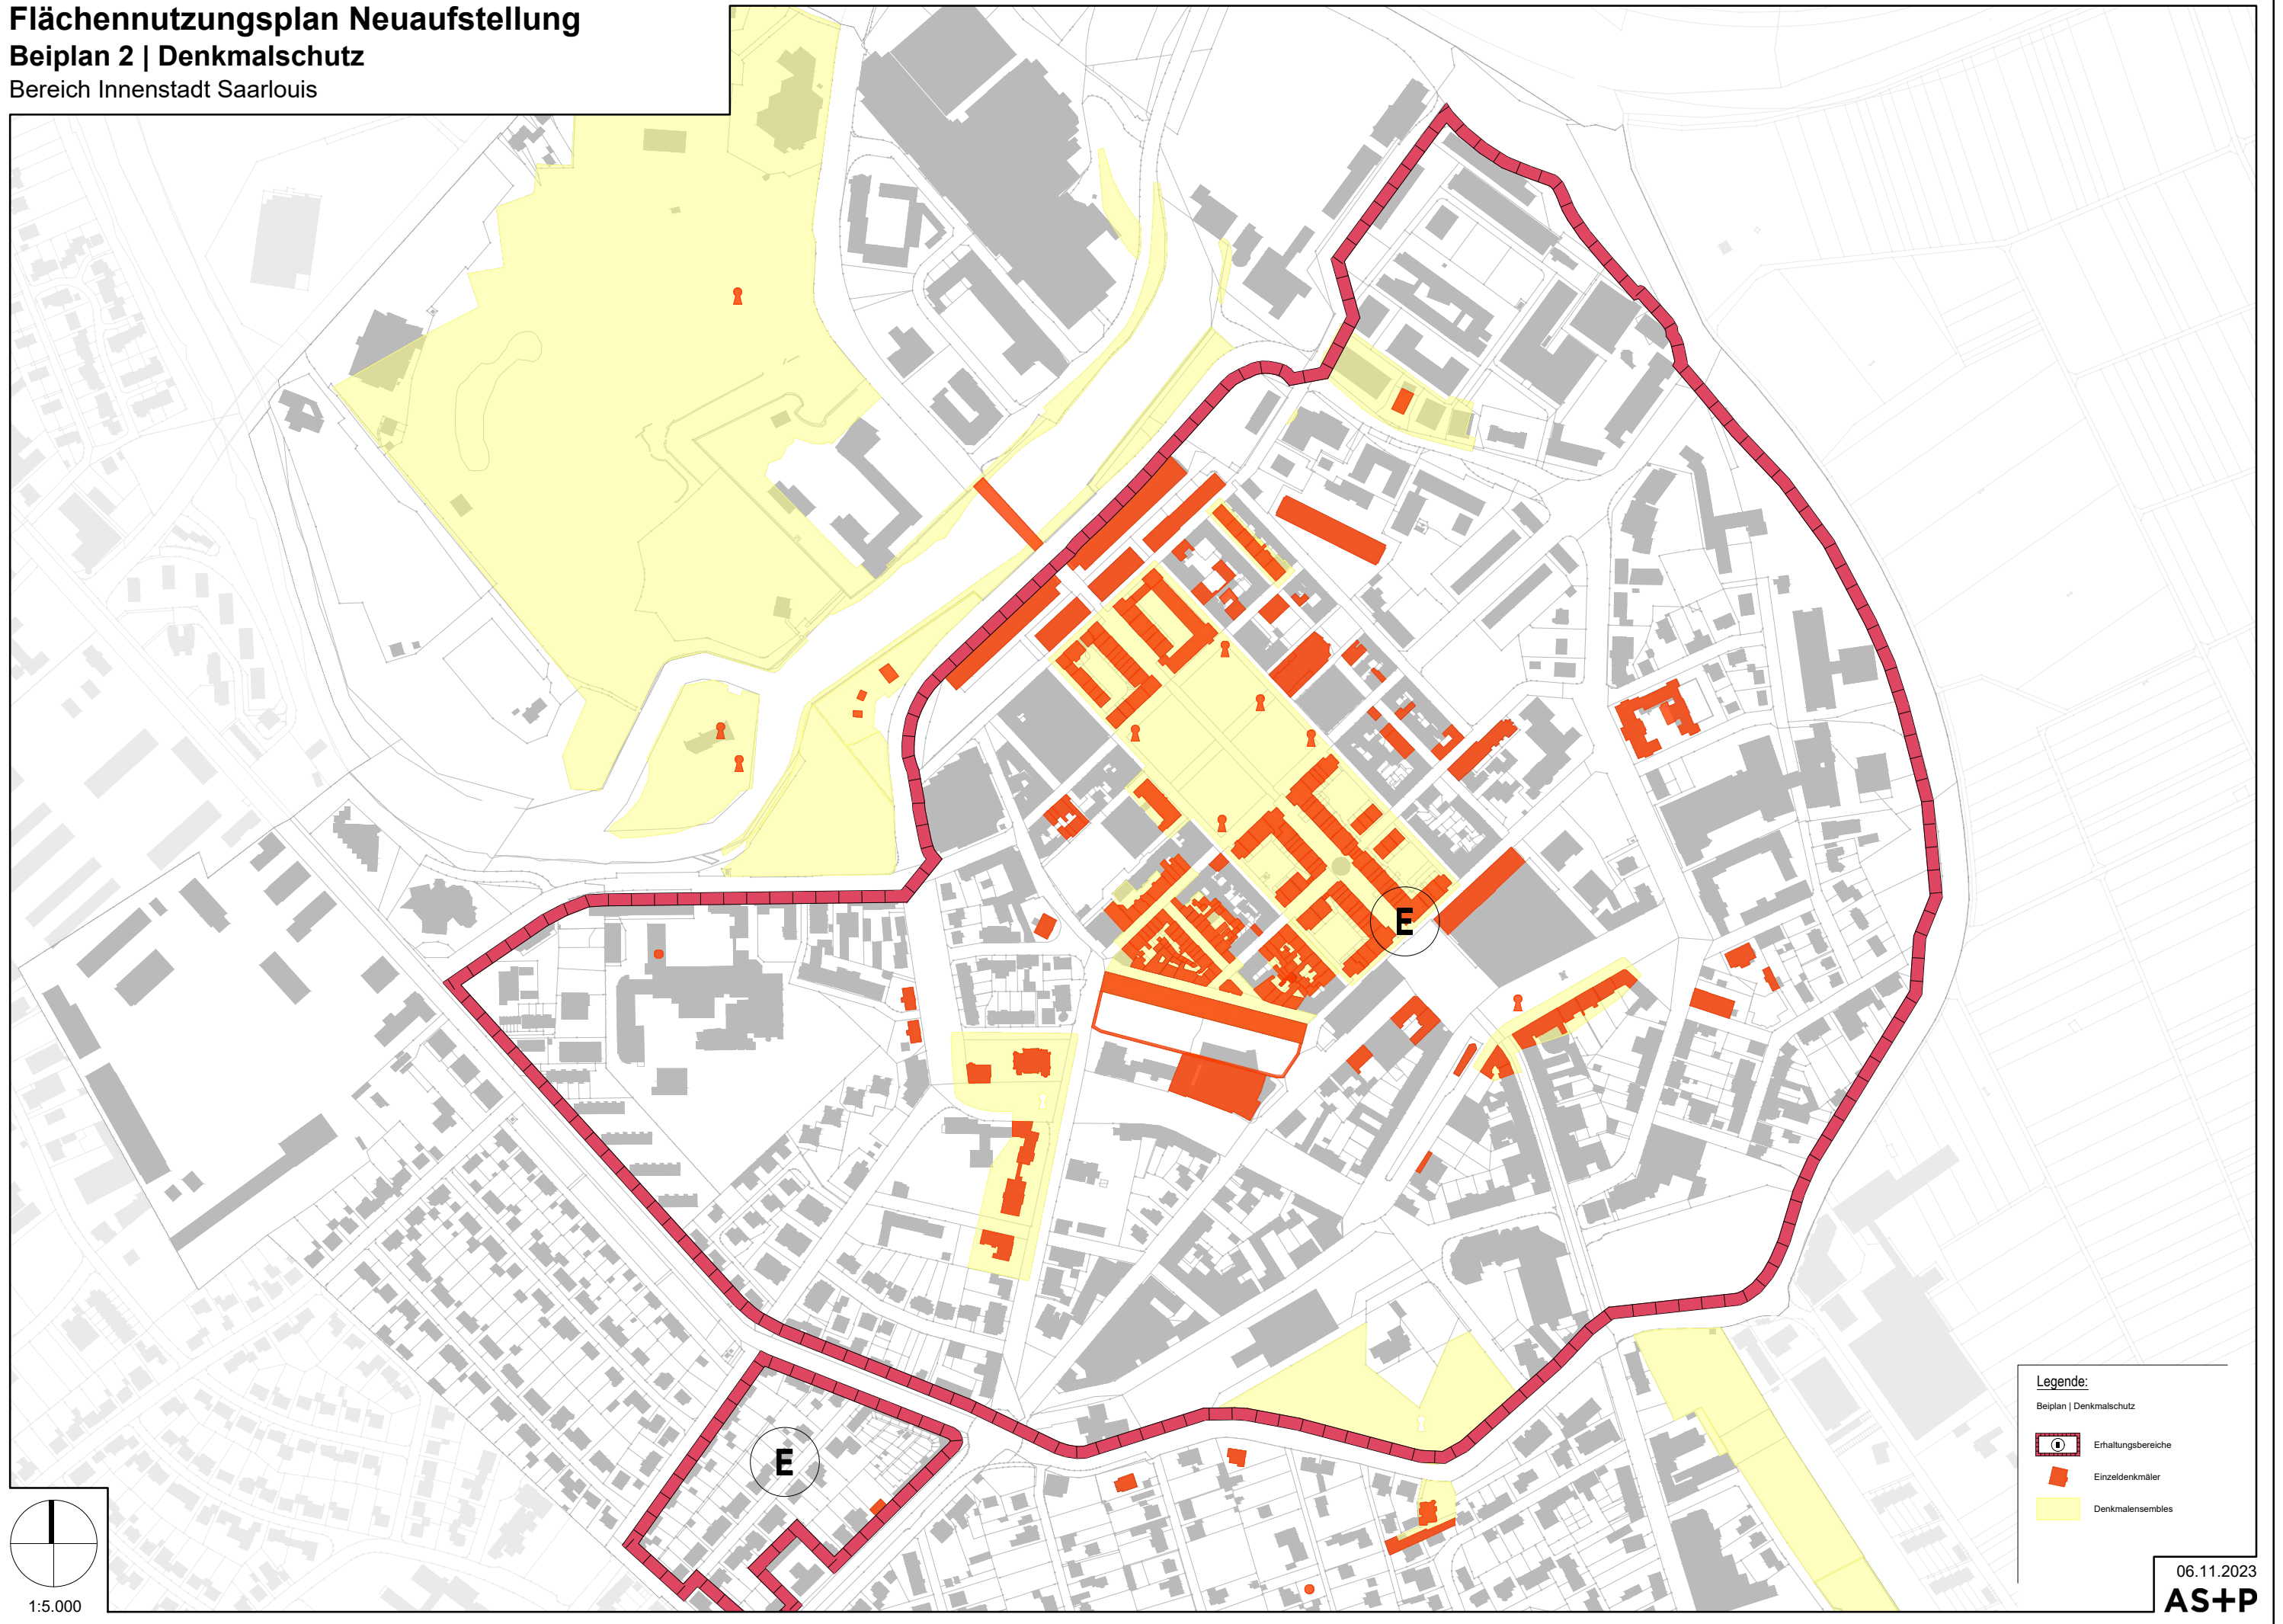 Flächennutzungsplan Neuaufstellung
Beiplan 2 | Denkmalschutz
Bereich Innenstadt Saarlouis
E
E
Legende:
Beiplan | Denkmalschutz
E Erhaltungsbereiche
Einzeldenkmäler
Denkmalensembles
1:5.000
06.11.2023
AS+P